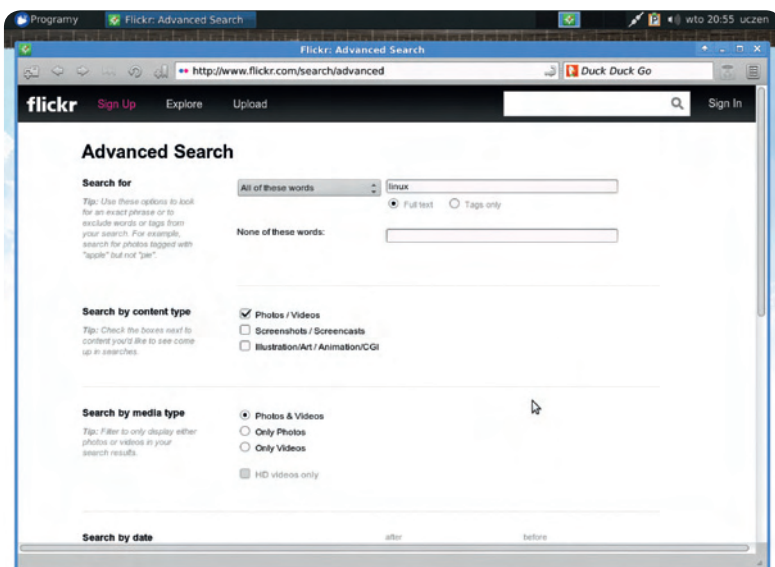 Programy
Flickr: Advanced Search
wto 20:55 uczen
Flickr: Advanced Search
http://www.flickr.com/search/advanced
Duck Duck Go
flickr
Sign Up
Explore
Upload
Sign In
Advanced Search
Search for
Tip: Use these options to look
for an exact phrase or to
exclude words or tags from
your search. For example,
search for photos tagged with
"apple" but not "pie".
All of these words
linux
Full text
Tags only
None of these words:
Search by content type
Tip: Check the boxes next to
content you'd like to see come
up in searches.
Photos / Videos
Screenshots / Screencasts
Illustration/Art / Animation/CGI
Search by media type
Tip: Filter to only display either
photos or videos in your
search results.
Photos & Videos
Only Photos
Only Videos
HD videos only
Search by date
after
before